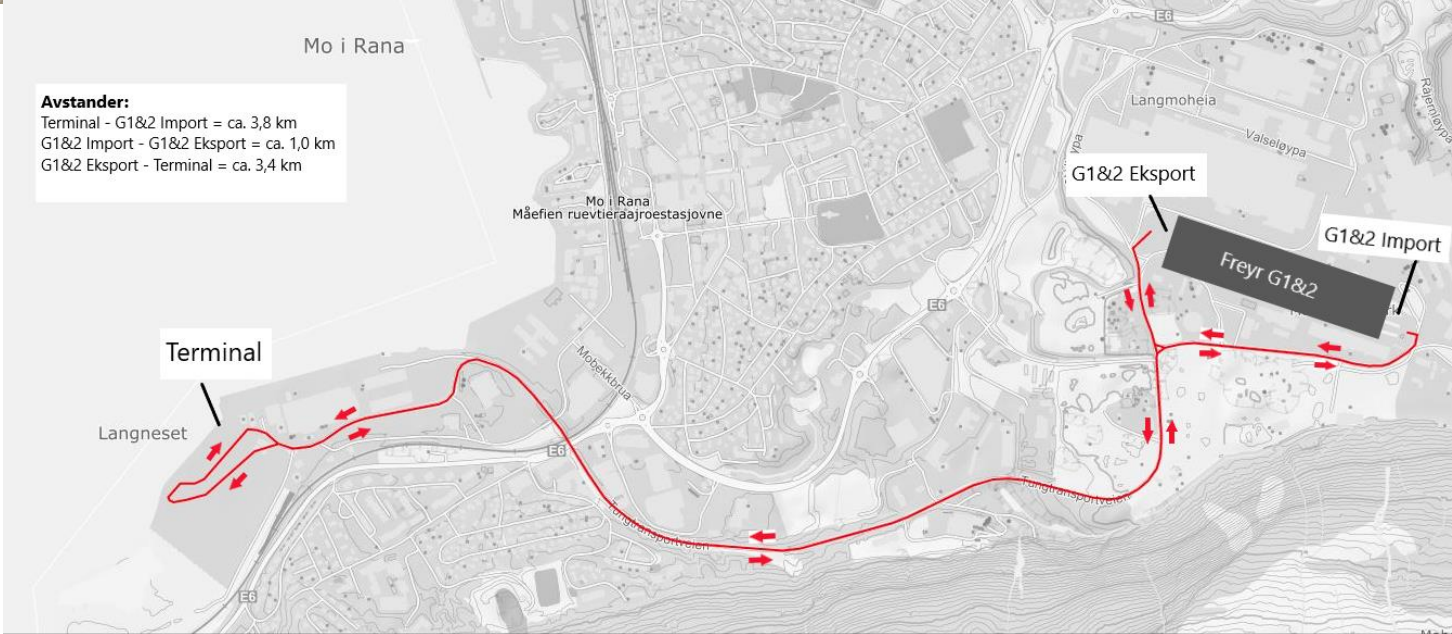 E6
Mo i Rana
Avstander:
Terminal - G1&2 Import = ca. 3,8 km
G1&2 Import - G1&2 Eksport = ca. 1,0 km
G1&2 Eksport - Terminal = ca. 3,4 km
Langmoheia
Valseløypa
Råjernløypa
G1&2 Eksport
Mo i Rana
Måefien ruevtieraajroestasjovne
G1&2 Import
Freyr G1&2
E6
Terminal
Mobekkbrua
Langneset
E6
Tungtransportveien
Tungtransportveien
E6